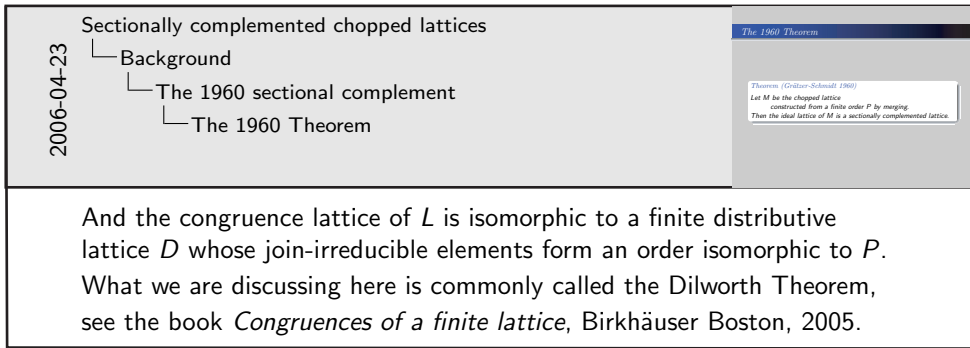 2006-04-23
Sectionally complemented chopped lattices
Background
The 1960 sectional complement
The 1960 Theorem
The 1960 Theorem
Theorem (Grätzer-Schmidt 1960)
Let M be the chopped lattice
constructed from a finite order P by merging.
Then the ideal lattice of M is a sectionally complemented lattice.
And the congruence lattice of L is isomorphic to a finite distributive
lattice D whose join-irreducible elements form an order isomorphic to P.
What we are discussing here is commonly called the Dilworth Theorem,
see the book Congruences of a finite lattice, Birkhäuser Boston, 2005.